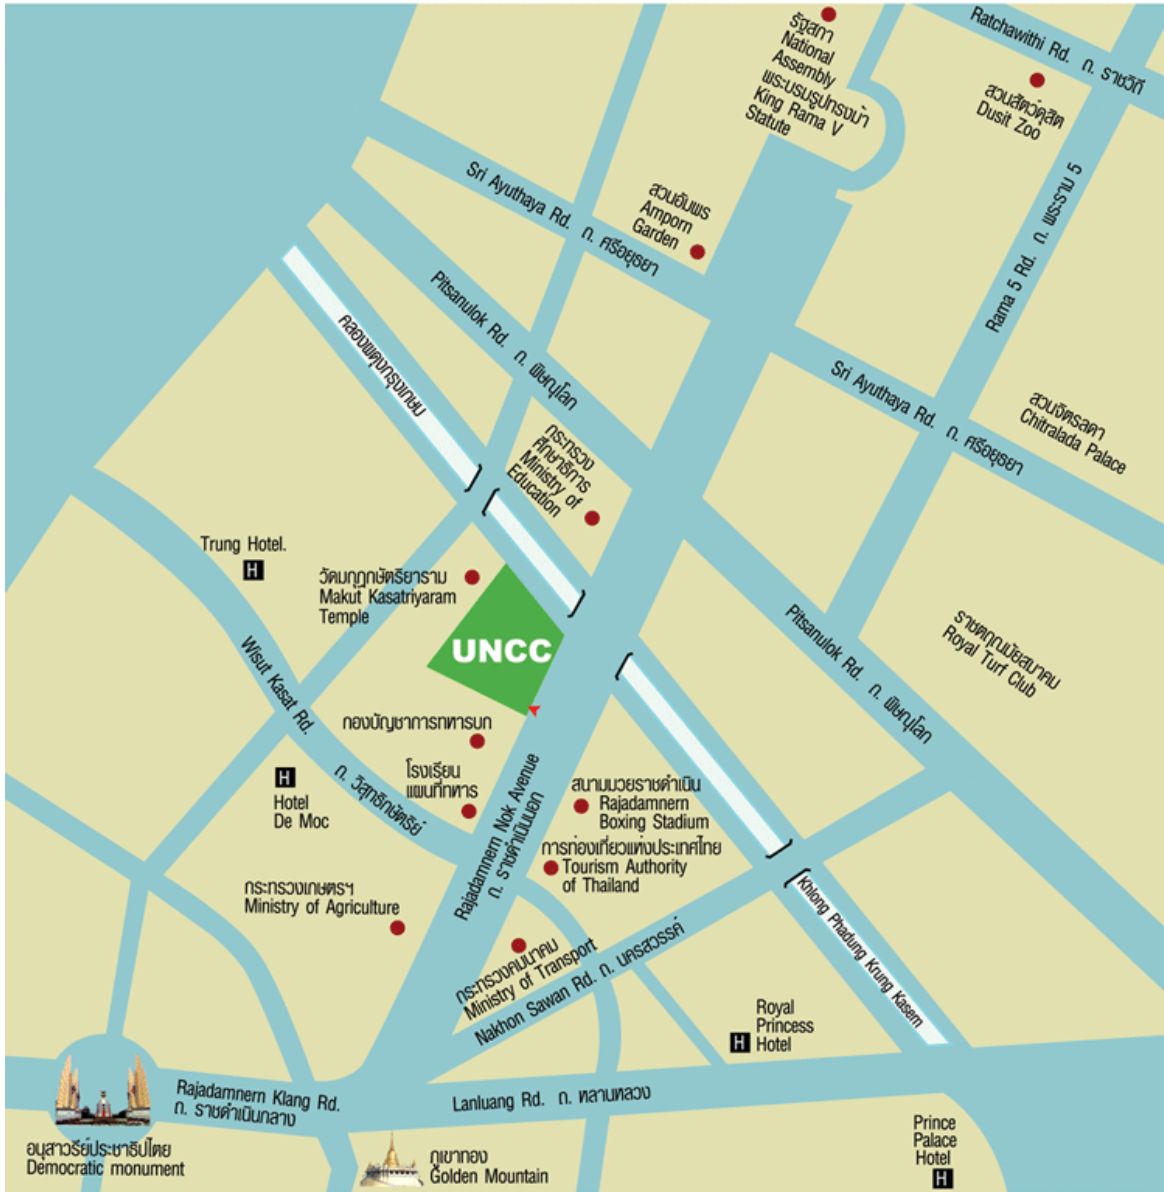 รัฐสภา
National
Assembly
พระบรมรูปทรงม้า
King Rama V
Statute
Ratchawithi Rd. ถ. ราชวิถี
สวนสัตว์ดุสิต
Dusit Zoo
Sri Ayuthaya Rd. ถ. ศรีอยุธยา
สวนอัมพร
Amporn
Garden
Rama 5 Rd. ถ. พระราม 5
Pitsanulok Rd. ถ. พิษณุโลก
คลองผดุงกรุงเกษม
Sri Ayuthaya Rd. ถ. ศรีอยุธยา
สวนจิตรลดา
Chitralada Palace
กระทรวง
ศึกษาธิการ
Ministry of
Education
Trung Hotel.
H
วัดมกุฏกษัตริยาราม
Makut Kasatriyaram
Temple
UNCC
Pitsanulok Rd. ถ. พิษณุโลก
ราชตฤณมัยสมาคม
Royal Turf Club
Wisut Kasat Rd.
ถ. วิสุทธิกษัตริย์
กองบัญชาการทหารบก
โรงเรียน
แผนที่ทหาร
H
Hotel
De Moc
Rajadamnern Nok Avenue
ถ. ราชดำเนินนอก
สนามมวยราชดำเนิน
Rajadamnern
Boxing Stadium
การท่องเที่ยวแห่งประเทศไทย
Tourism Authority
of Thailand
กระทรวงเกษตรฯ
Ministry of Agriculture
กระทรวงคมนาคม
Ministry of Transport
Nakhon Sawan Rd. ถ. นครสวรรค์
Khlong Phadung Krung Kasem
Royal
Princess
H Hotel
Rajadamnern Klang Rd.
ถ. ราชดำเนินกลาง
Lanluang Rd. ถ. หลานหลวง
อนุสาวรีย์ประชาธิปไตย
Democratic monument
ภูเขาทอง
Golden Mountain
Prince
Palace
Hotel
H